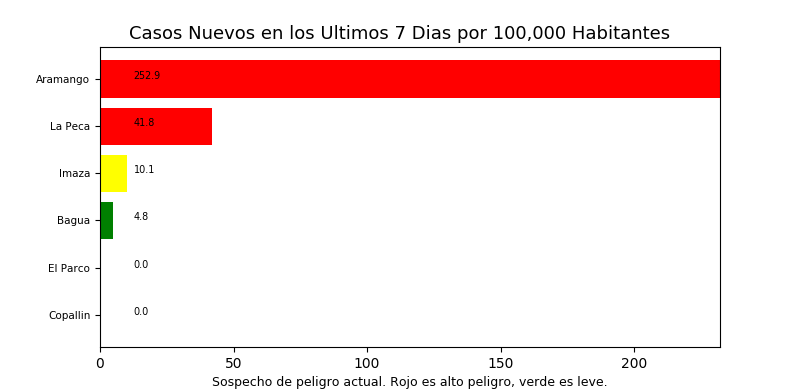 Casos Nuevos en los Ultimos 7 Dias por 100,000 Habitantes
Aramango 252.9
La Peca 41.8
Imaza 10.1
Bagua 4.8
El Parco 0.0
Copallin 0.0
0 50 100 150 200
Sospecho de peligro actual. Rojo es alto peligro, verde es leve.